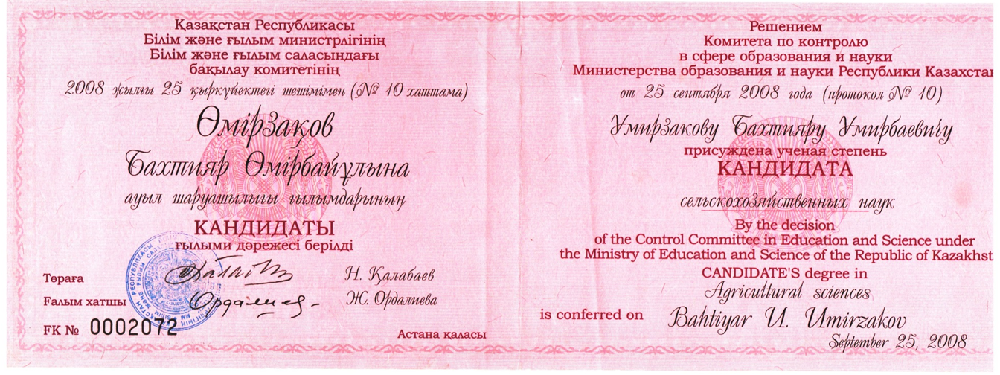 Қазақстан Республикасы
Білім және ғылым министрлігінің
Білім және ғылым саласындағы
бақылау комитетінің
2008 жылғы 25 қыркүйектегі шешімімен (№ 10 хаттама)
Өмірзақов
Бахтияр Өмірбайұлына
ауыл шаруашылығы ғылымдарының
КАНДИДАТЫ
ғылыми дәрежесі берілді
Төраға
Н. Қалабаев
Ғалым хатшы
Ж. Ордалиева
ҒК № 0002072
Астана қаласы
Решением
Комитета по контролю
в сфере образования и науки
Министерства образования и науки Республики Казахстан
от 25 сентября 2008 года (протокол № 10)
Умирзакову Бахтияру Умирбаевичу
присуждена ученая степень
КАНДИДАТА
сельскохозяйственных наук
By the decision
of the Control Committee in Education and Science under
the Ministry of Education and Science of the Republic of Kazakhst
CANDIDATE'S degree in
Agricultural sciences
is conferred on Bahtiyar U. Umirzakov
September 25, 2008